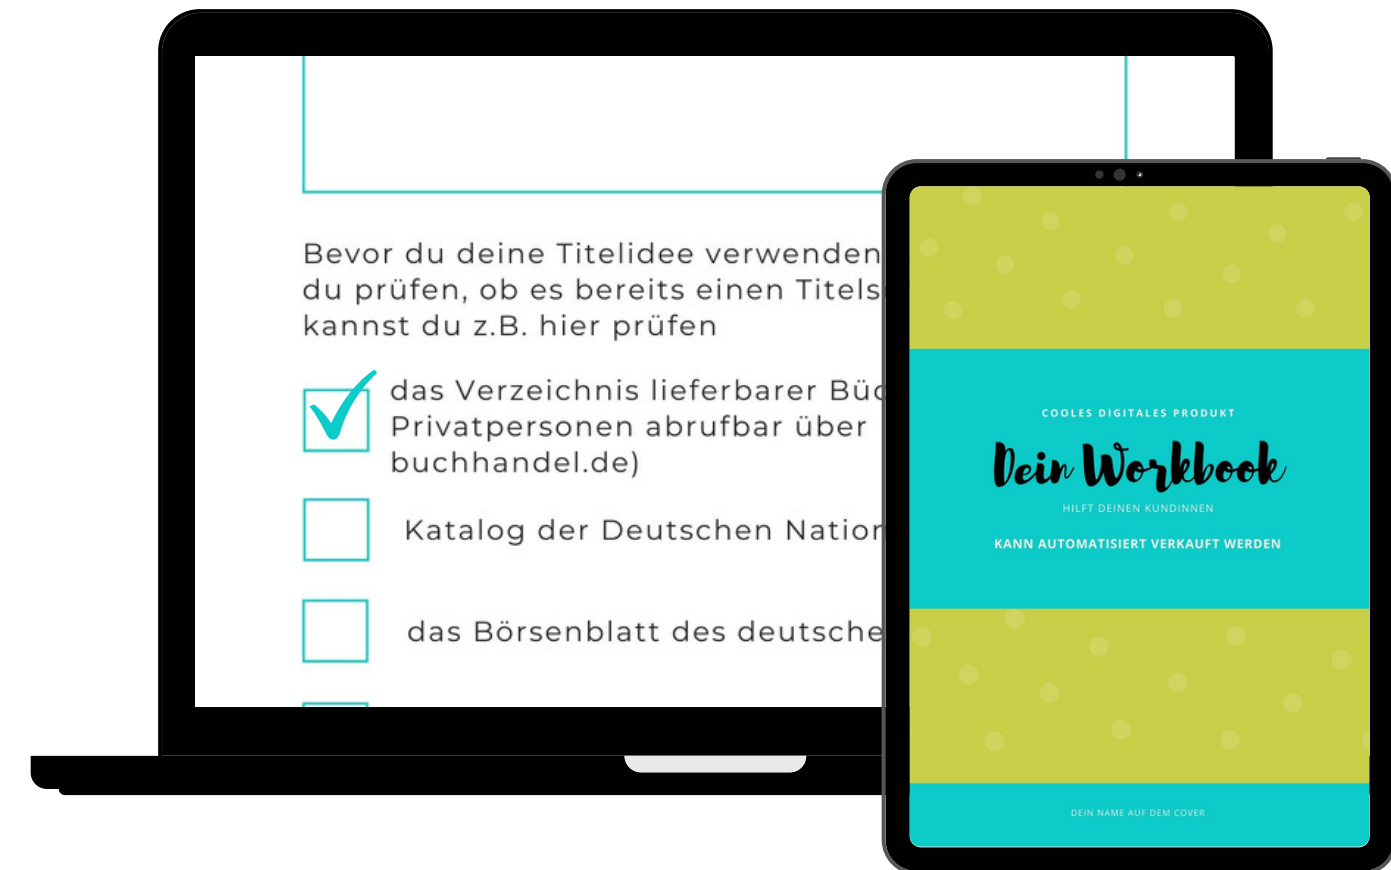 Bevor du deine Titelidee verwenden
du prüfen, ob es bereits einen Titels
kannst du z.B. hier prüfen
das Verzeichnis lieferbarer Büc
Privatpersonen abrufbar über
buchhandel.de)
Katalog der Deutschen Nation
das Börsenblatt des deutsche
COOLES DIGITALES PRODUKT
Dein Workbook
HILFT DEINEN KUNDINNEN
KANN AUTOMATISIERT VERKAUFT WERDEN
DEIN NAME AUF DEM COVER